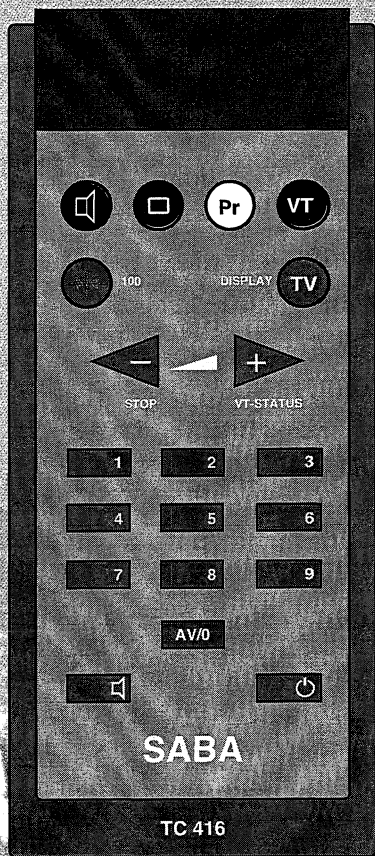 Pr VT
100 DISPLAY TV
− +
STOP VT-STATUS
1 2 3
4 5 6
7 8 9
AV/0
SABA
TC 416